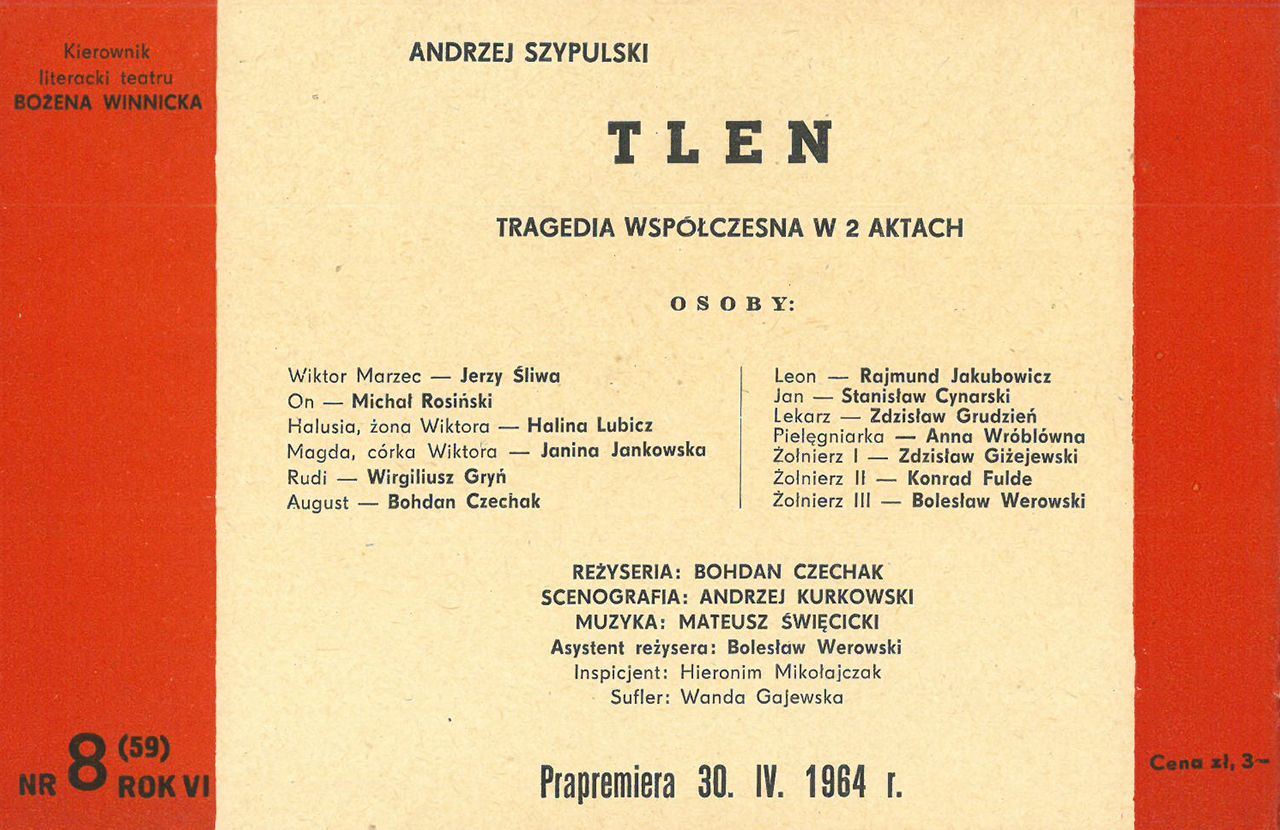 Kierownik
literacki teatru
BOŻENA WINNICKA
ANDRZEJ SZYPULSKI
TLEN
TRAGEDIA WSPÓŁCZESNA W 2 AKTACH
OSOBY:
Wiktor Marzec — Jerzy Śliwa
On — Michał Rosiński
Halusia, żona Wiktora — Halina Lubicz
Magda, córka Wiktora — Janina Jankowska
Rudi — Wirgiliusz Gryń
August — Bohdan Czechak
Leon — Rajmund Jakubowicz
Jan — Stanisław Cynarski
Lekarz — Zdzisław Grudzień
Pielęgniarka — Anna Wróblówna
Żołnierz I — Zdzisław Giżejewski
Żołnierz II — Konrad Fulde
Żołnierz III — Bolesław Werowski
REŻYSERIA: BOHDAN CZECHAK
SCENOGRAFIA: ANDRZEJ KURKOWSKI
MUZYKA: MATEUSZ ŚWIĘCICKI
Asystent reżysera: Bolesław Werowski
Inspicjent: Hieronim Mikołajczak
Sufler: Wanda Gajewska
NR 8 (59)
ROK VI
Prapremiera 30. IV. 1964 r.
Cena zł, 3~